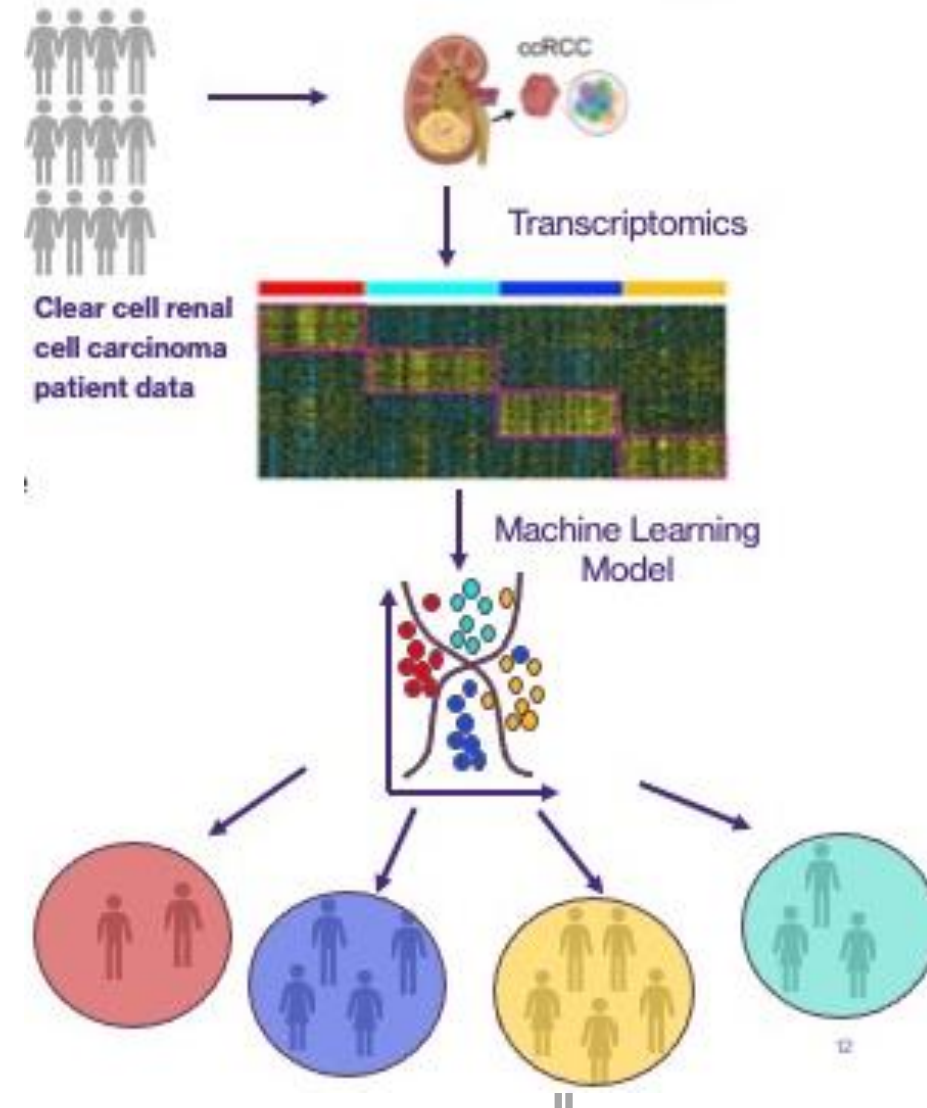 ccRCC
Transcriptomics
Clear cell renal
cell carcinoma
patient data
Machine Learning
Model
12